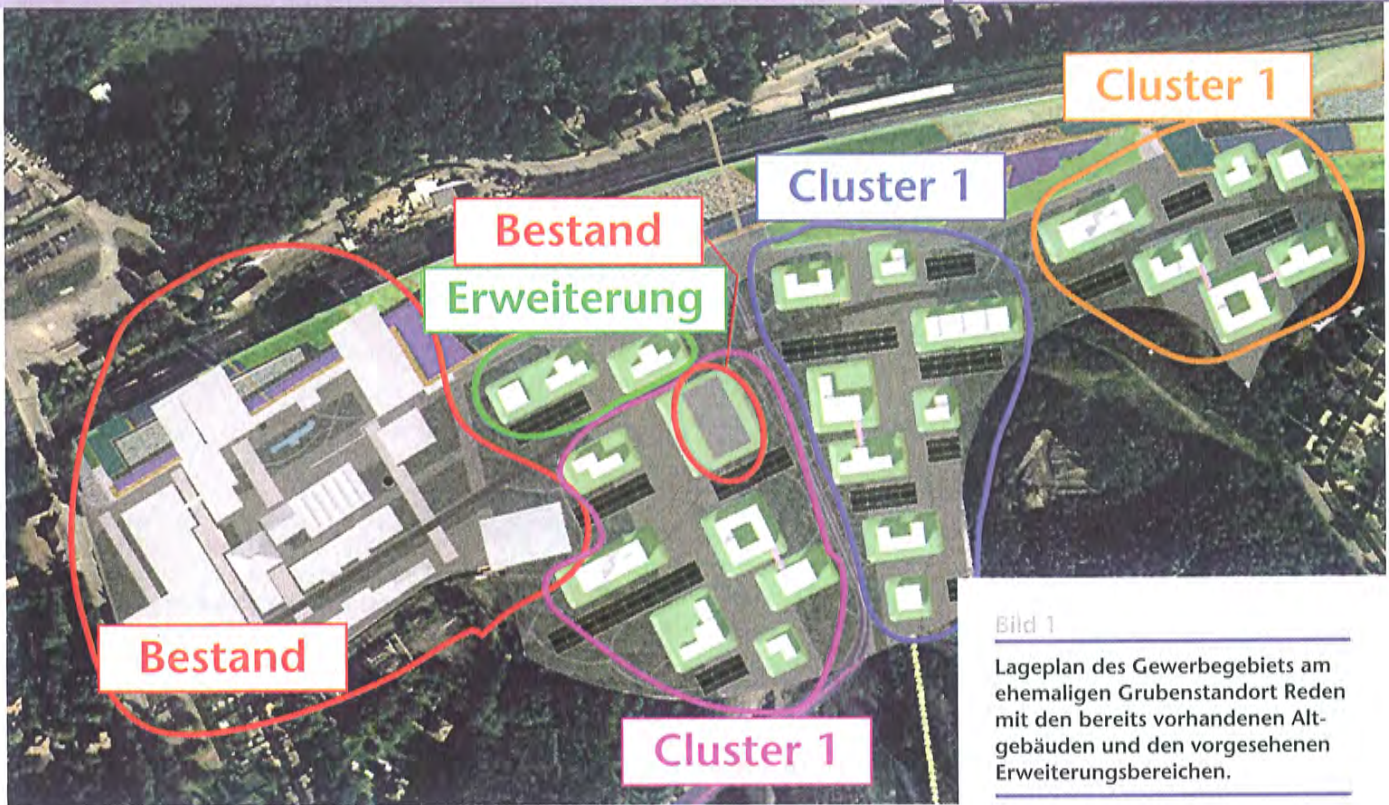 Cluster 1
Cluster 1
Bestand
Erweiterung
Bestand
Cluster 1
Bild 1
Lageplan des Gewerbegebiets am
ehemaligen Grubenstandort Reden
mit den bereits vorhandenen Alt-
gebäuden und den vorgesehenen
Erweiterungsbereichen.